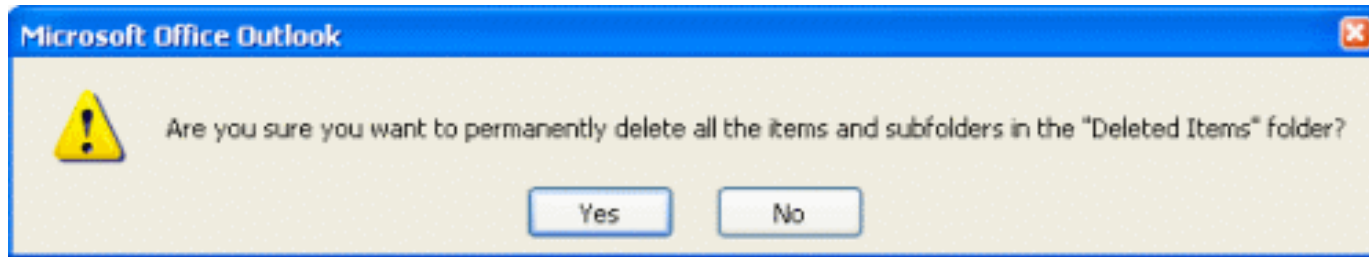 Microsoft Office Outlook
Are you sure you want to permanently delete all the items and subfolders in the "Deleted Items" folder?
Yes No